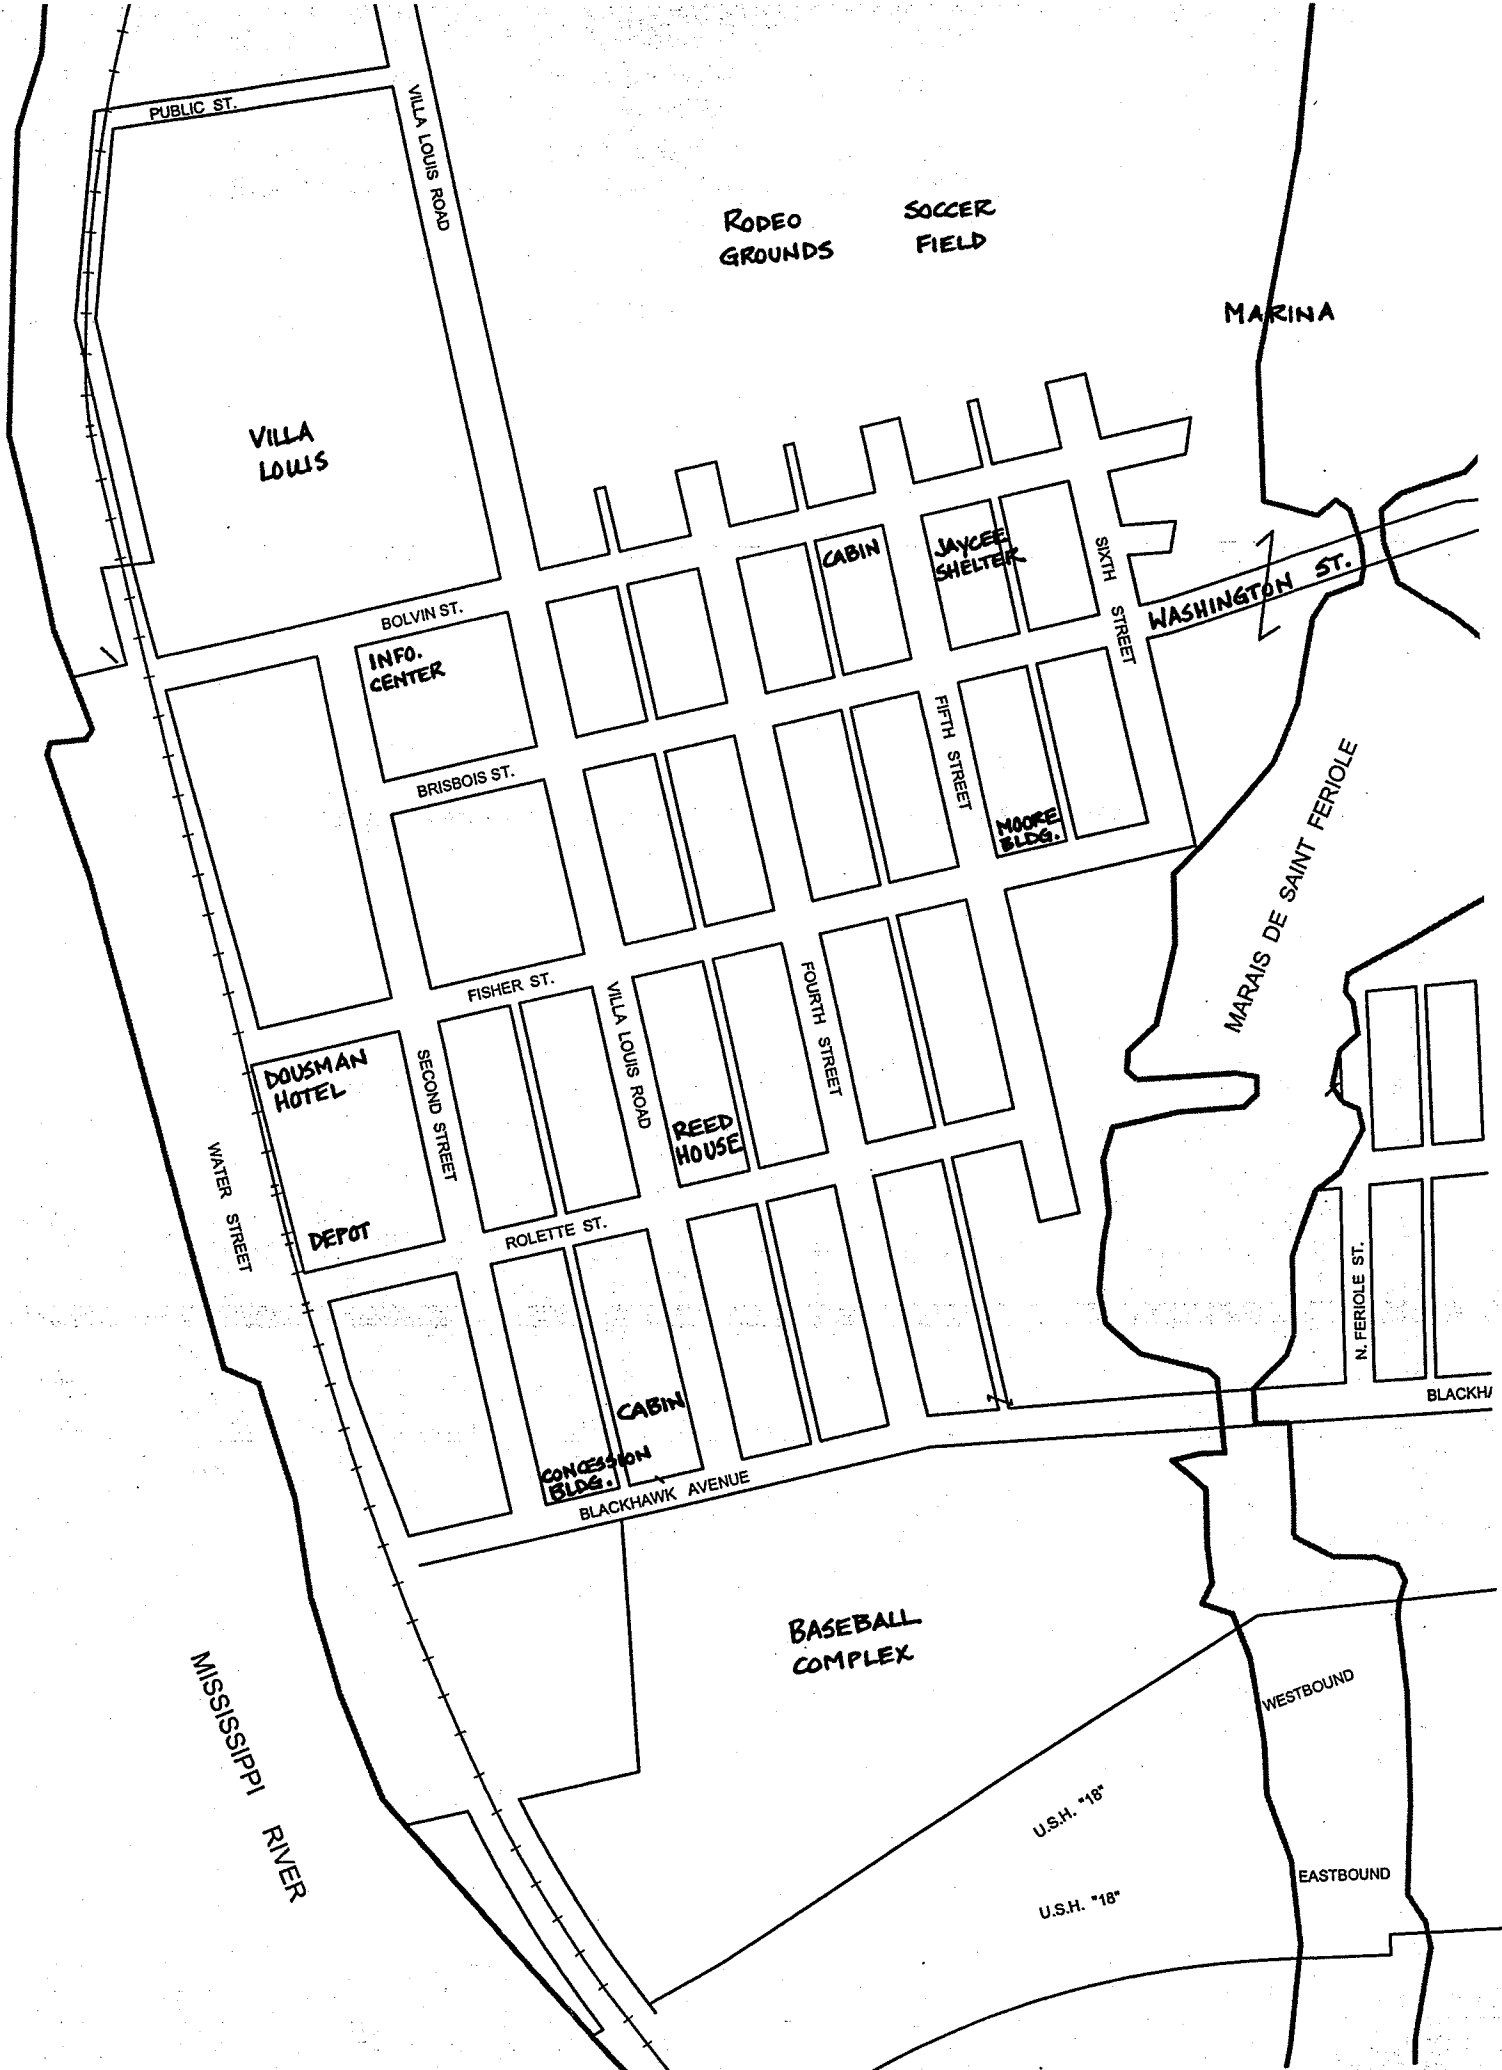 PUBLIC ST.
VILLA LOUIS ROAD
RODEO
GROUNDS
SOCCER
FIELD
MARINA
VILLA
LOUIS
CABIN
JAYCEE
SHELTER
SIXTH STREET
WASHINGTON ST.
BOLVIN ST.
INFO.
CENTER
FIFTH STREET
BRISBOIS ST.
MOORE
BLDG.
MARAIS DE SAINT FERIOLE
FISHER ST.
VILLA LOUIS ROAD
FOURTH STREET
DOUSMAN
HOTEL
SECOND STREET
REED
HOUSE
WATER STREET
DEPOT
ROLETTE ST.
N. FERIOLE ST.
CABIN
BLACKHA
CONCESSION
BLDG.
BLACKHAWK AVENUE
BASEBALL
COMPLEX
MISSISSIPPI RIVER
WESTBOUND
U.S.H. "18"
EASTBOUND
U.S.H. "18"